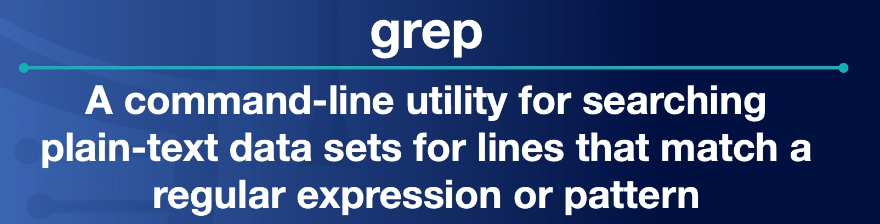 grep
A command-line utility for searching
plain-text data sets for lines that match a
regular expression or pattern